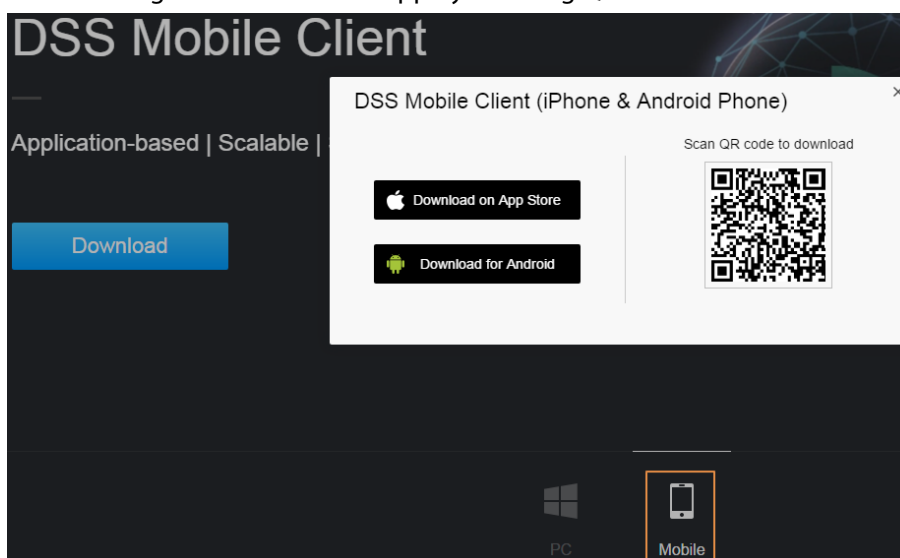 DSS Mobile Client
DSS Mobile Client (iPhone & Android Phone)
Application-based | Scalable |
Scan QR code to download
Download on App Store
Download for Android
Download
PC
Mobile